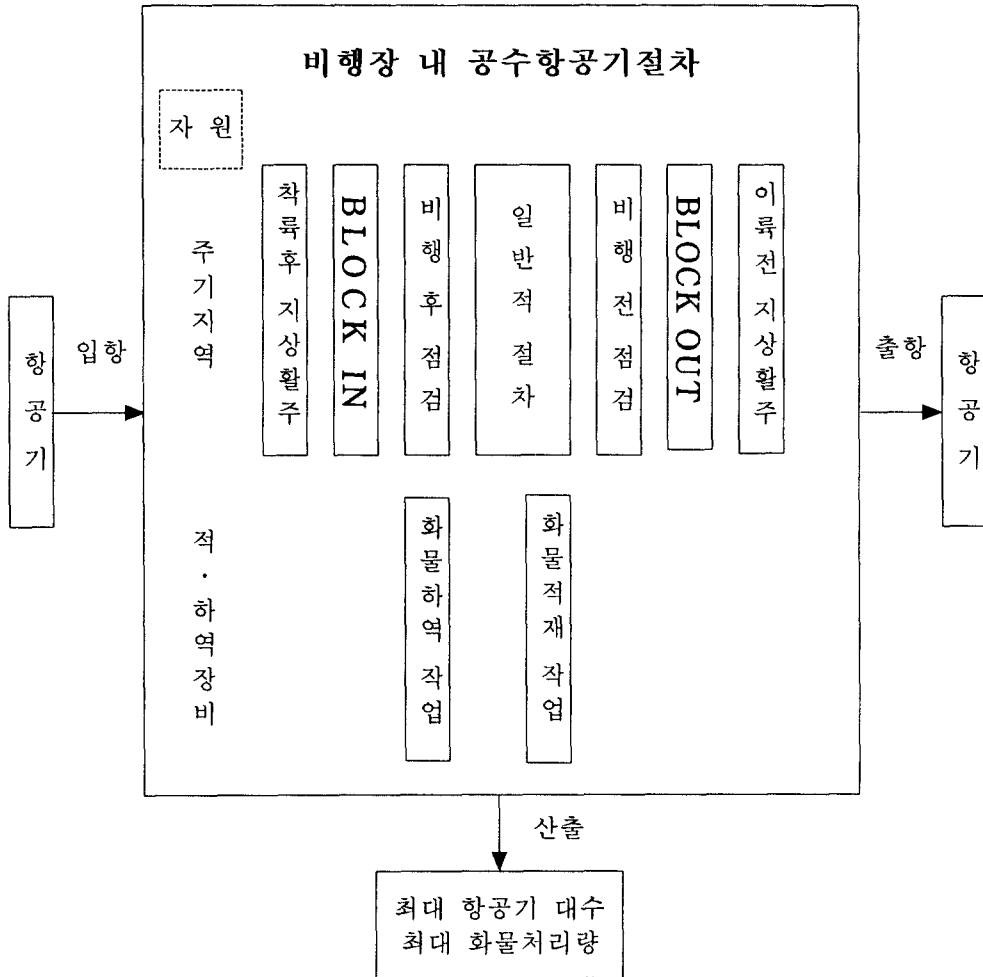 비행장 내 공수항공기절차
자 원
주기지역
착륙후 지상활주
BLOCK IN
비행후점검
일반적 절차
비행전점검
BLOCK OUT
이륙전 지상활주
항공기
입항
출항
항공기
적·하역장비
화물하역 작업
화물적재 작업
산출
최대 항공기 대수
최대 화물처리량